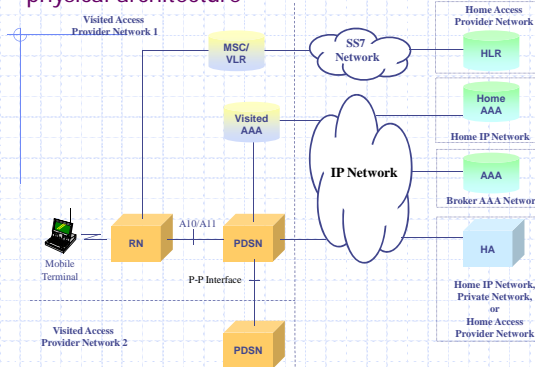 physical architecture
Visited Access
Provider Network 1
MSC/
VLR
SS7
Network
Home Access
Provider Network
HLR
Visited
AAA
Home
AAA
Home IP Network
IP Network
AAA
Broker AAA Network
Mobile
Terminal
RN
A10/A11
PDSN
HA
P-P Interface
Home IP Network,
Private Network,
or
Home Access
Provider Network
Visited Access
Provider Network 2
PDSN